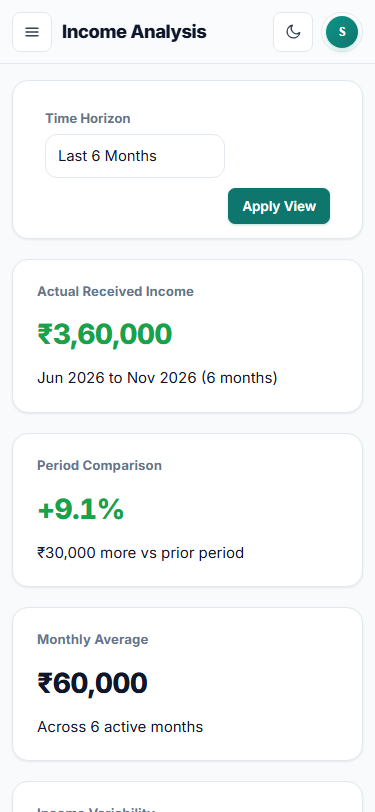 Income Analysis
S
Time Horizon
Last 6 Months
Apply View
Actual Received Income
₹3,60,000
Jun 2026 to Nov 2026 (6 months)
Period Comparison
+9.1%
₹30,000 more vs prior period
Monthly Average
₹60,000
Across 6 active months
Income Variability